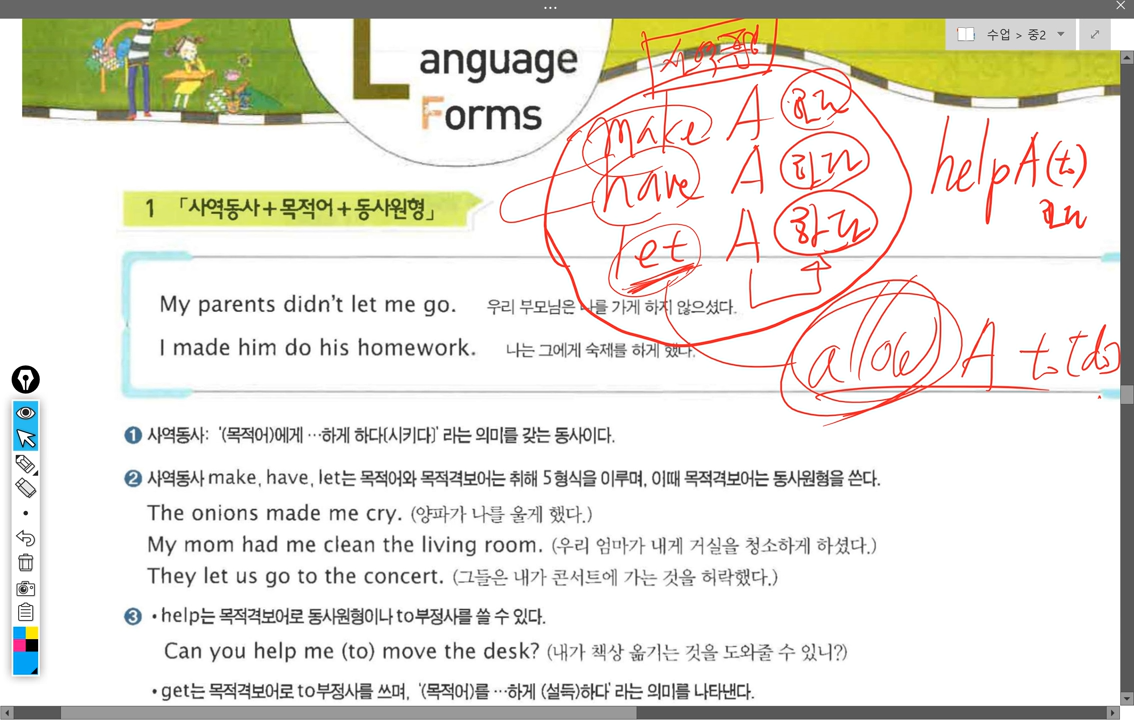 수업 > 중2
Language
Forms
make A
have A
let A
help A (to)
allow A to (do)
1 「사역동사+목적어+동사원형」
My parents didn't let me go. 우리 부모님은 나를 가게 하지 않으셨다.
I made him do his homework. 나는 그에게 숙제를 하게 했다.
1 사역동사: '(목적어)에게 …하게 하다(시키다)' 라는 의미를 갖는 동사이다.
2 사역동사 make, have, let는 목적어와 목적격보어는 취해 5형식을 이루며, 이때 목적격보어는 동사원형을 쓴다.
The onions made me cry. (양파가 나를 울게 했다.)
My mom had me clean the living room. (우리 엄마가 내게 거실을 청소하게 하셨다.)
They let us go to the concert. (그들은 내가 콘서트에 가는 것을 허락했다.)
3 •help는 목적격보어로 동사원형이나 to부정사를 쓸 수 있다.
Can you help me (to) move the desk? (내가 책상 옮기는 것을 도와줄 수 있니?)
•get는 목적격보어로 to부정사를 쓰며, '(목적어)를 …하게 (설득)하다' 라는 의미를 나타낸다.